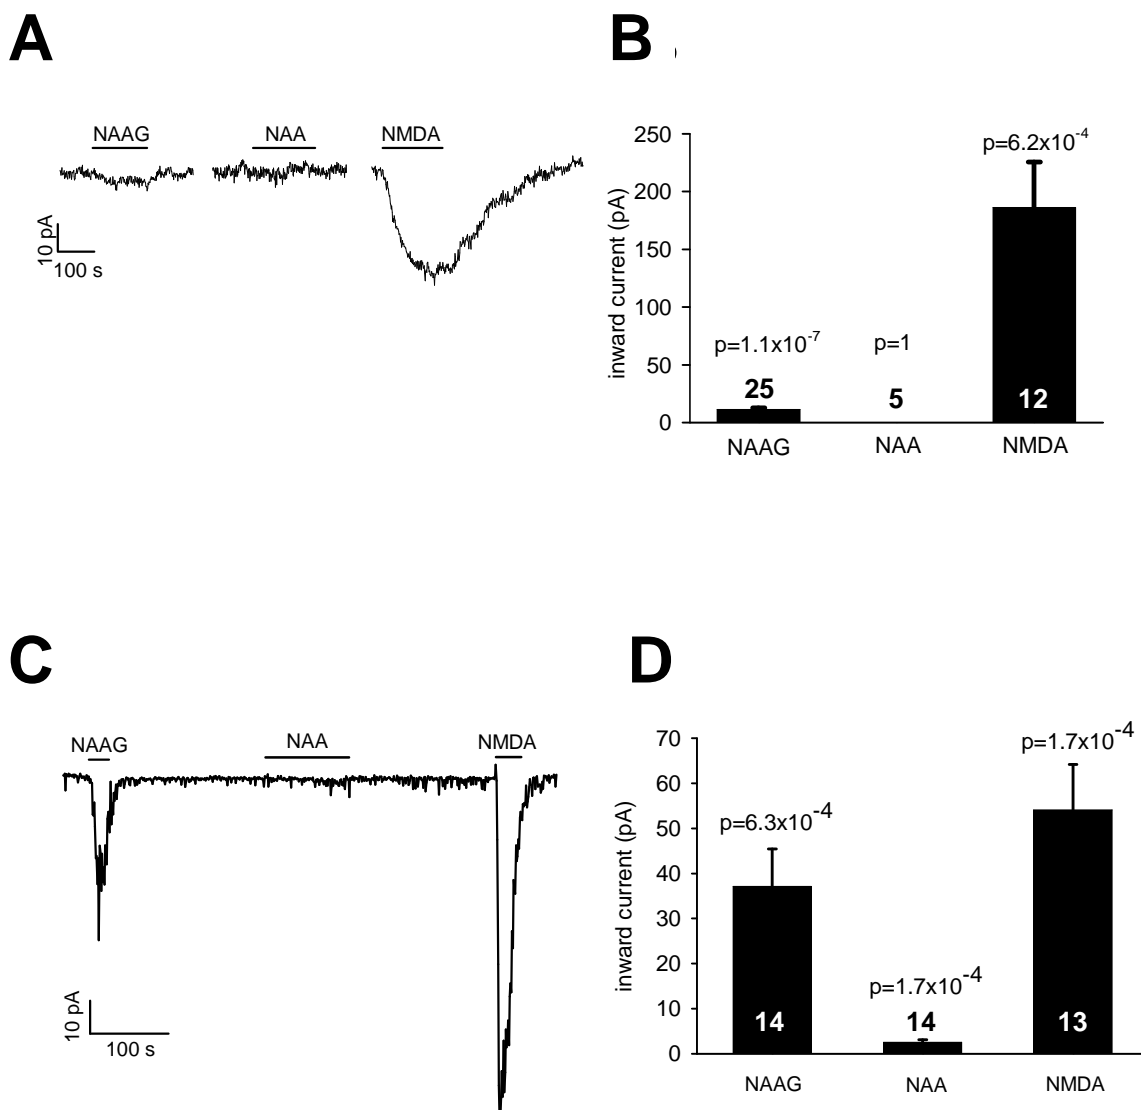 A
NAAG NAA NMDA
10 pA
100 s
B
inward current (pA)
250
200
150
100
50
0
p=1.1x10⁻⁷
p=1
p=6.2x10⁻⁴
25
5
12
NAAG NAA NMDA
C
NAAG NAA NMDA
10 pA
100 s
D
inward current (pA)
70
60
50
40
30
20
10
0
p=6.3x10⁻⁴
p=1.7x10⁻⁴
p=1.7x10⁻⁴
14
14
13
NAAG NAA NMDA